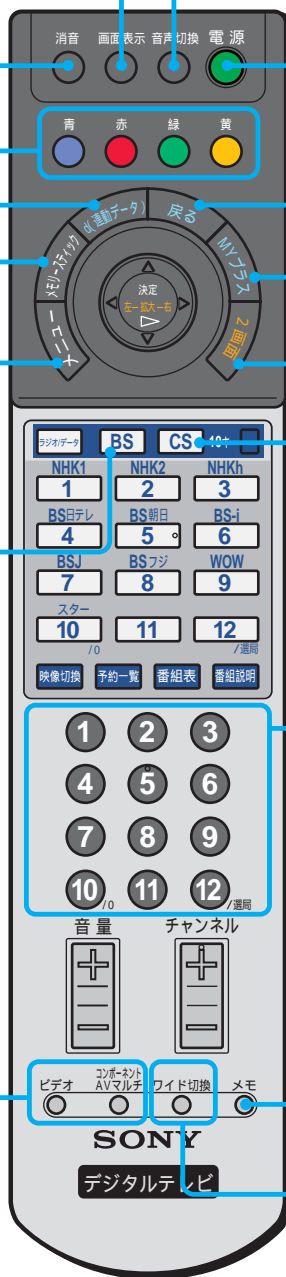 消音 画面表示 音声切換 電源
青 赤 緑 黄
メニュー
メモリースティック
d(連動データ)
戻る
MYプラス
2画面
決定
左−拡大−右
ラジオ/データ BS CS 10キー
NHK1 NHK2 NHKh
1 2 3
BS日テレ BS朝日 BS-i
4 5 6
BSJ BSフジ WOW
7 8 9
スター
10 11 12
/0 /選局
映像切換 予約一覧 番組表 番組説明
1 2 3
4 5 6
7 8 9
10 /0 11 12 /選局
音量 チャンネル
コンポーネント
ビデオ AVマルチ ワイド切換 メモ
SONY
デジタルテレビ